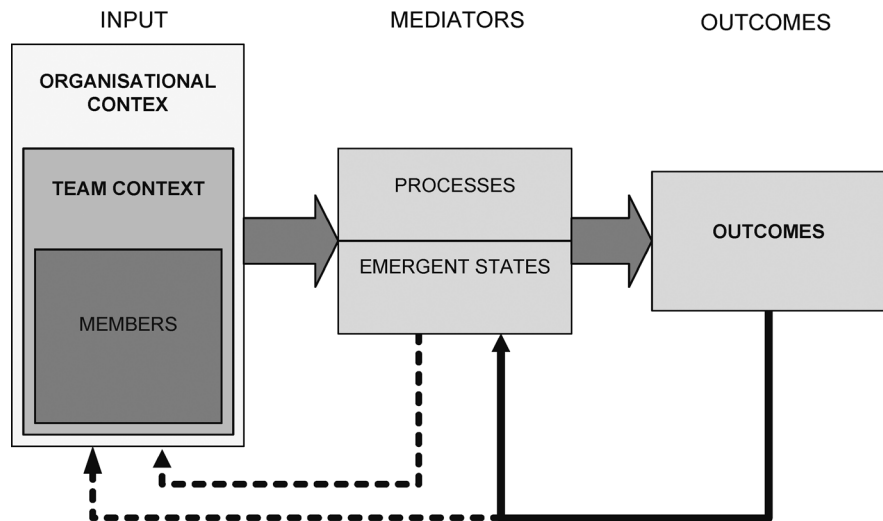 INPUT
MEDIATORS
OUTCOMES
ORGANISATIONAL
CONTEX
TEAM CONTEXT
MEMBERS
PROCESSES
EMERGENT STATES
OUTCOMES